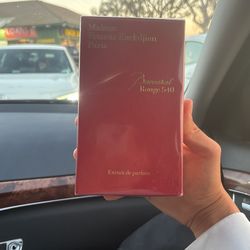 Maison
Francis Kurkdjian
Paris
Baccarat
Rouge 540
Extrait de parfum